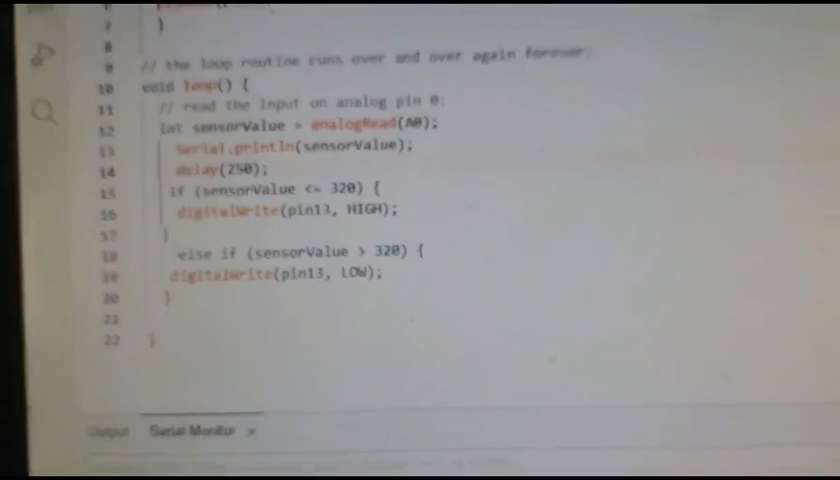 7 }
8
9 // the loop routine runs over and over again forever:
10 void loop() {
11 // read the input on analog pin 0:
12 int sensorValue = analogRead(A0);
13 Serial.println(sensorValue);
14 delay(250);
15 if (sensorValue <= 320) {
16 digitalWrite(pin13, HIGH);
17 }
18 else if (sensorValue > 320) {
19 digitalWrite(pin13, LOW);
20 }
21
22 }
Output Serial Monitor ×